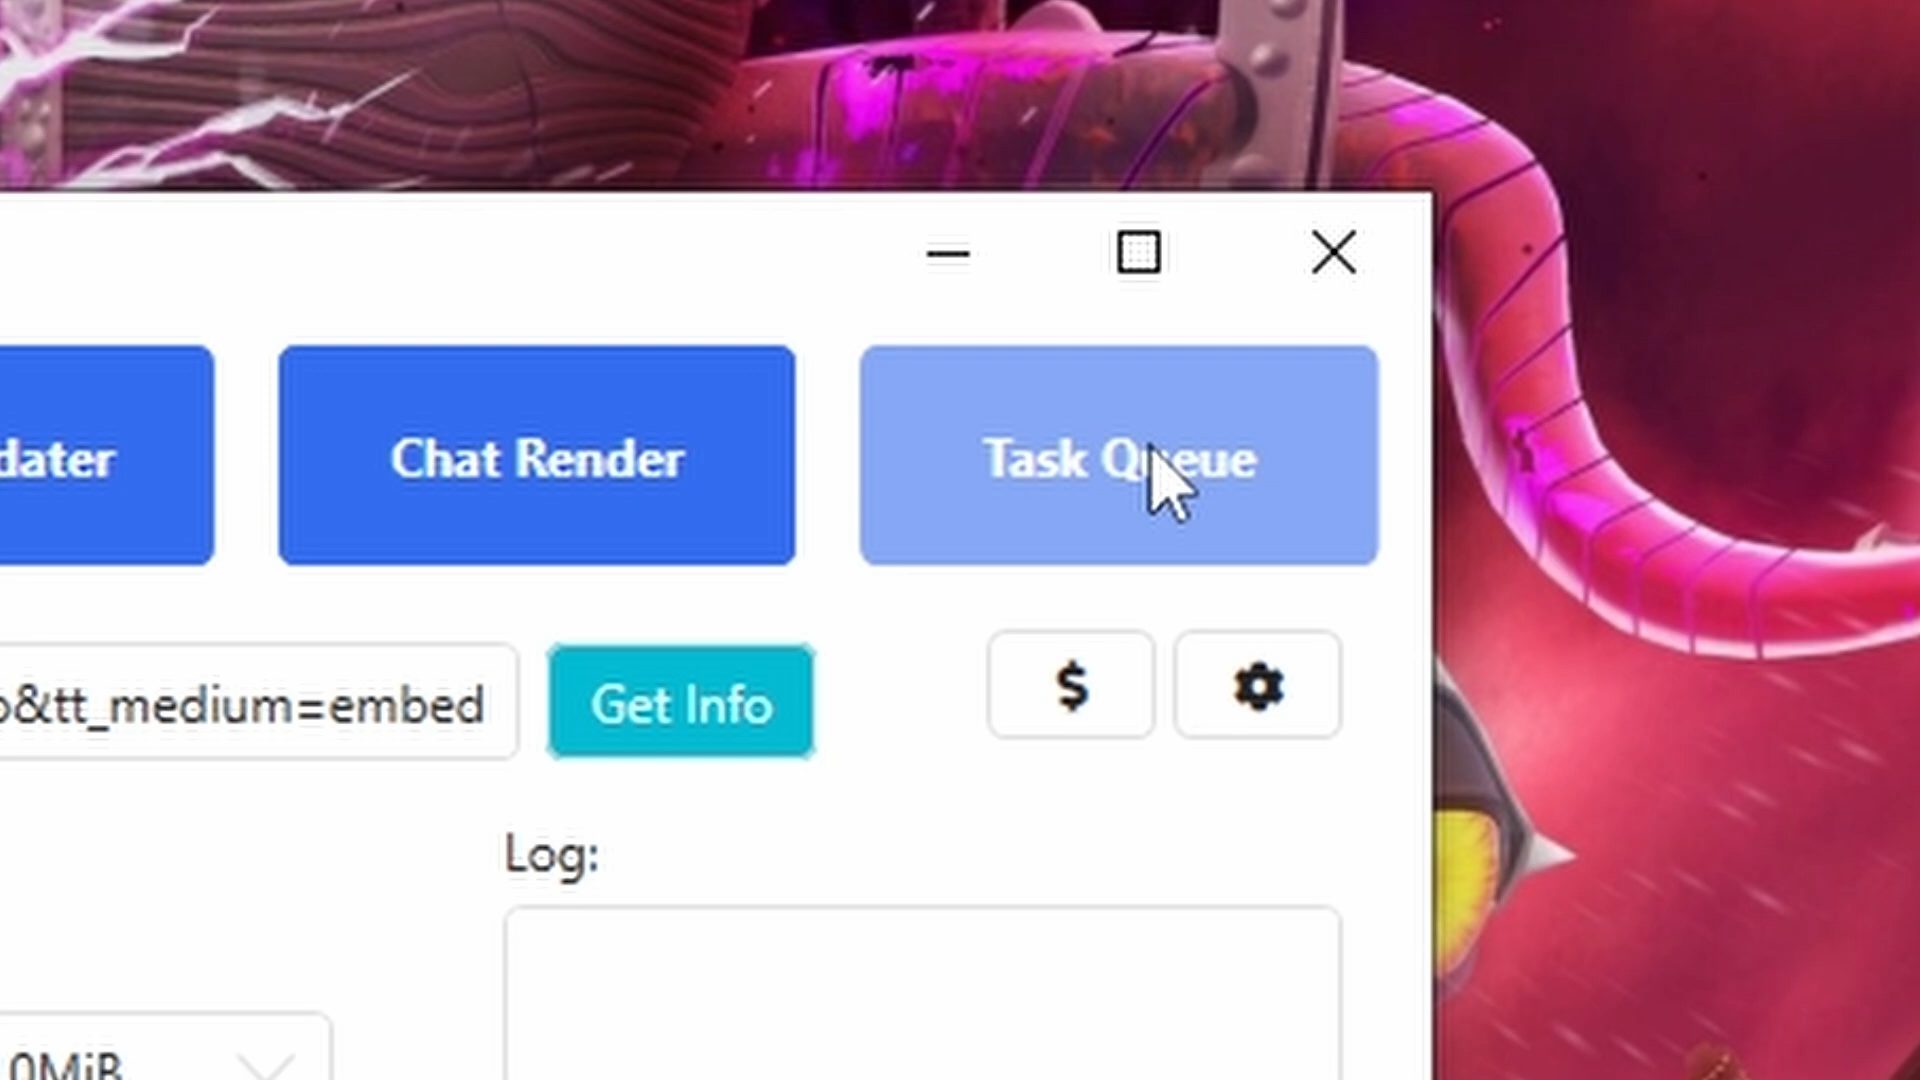 dater
Chat Render
Task Queue
o&tt_medium=embed
Get Info
$
Log:
0MiB